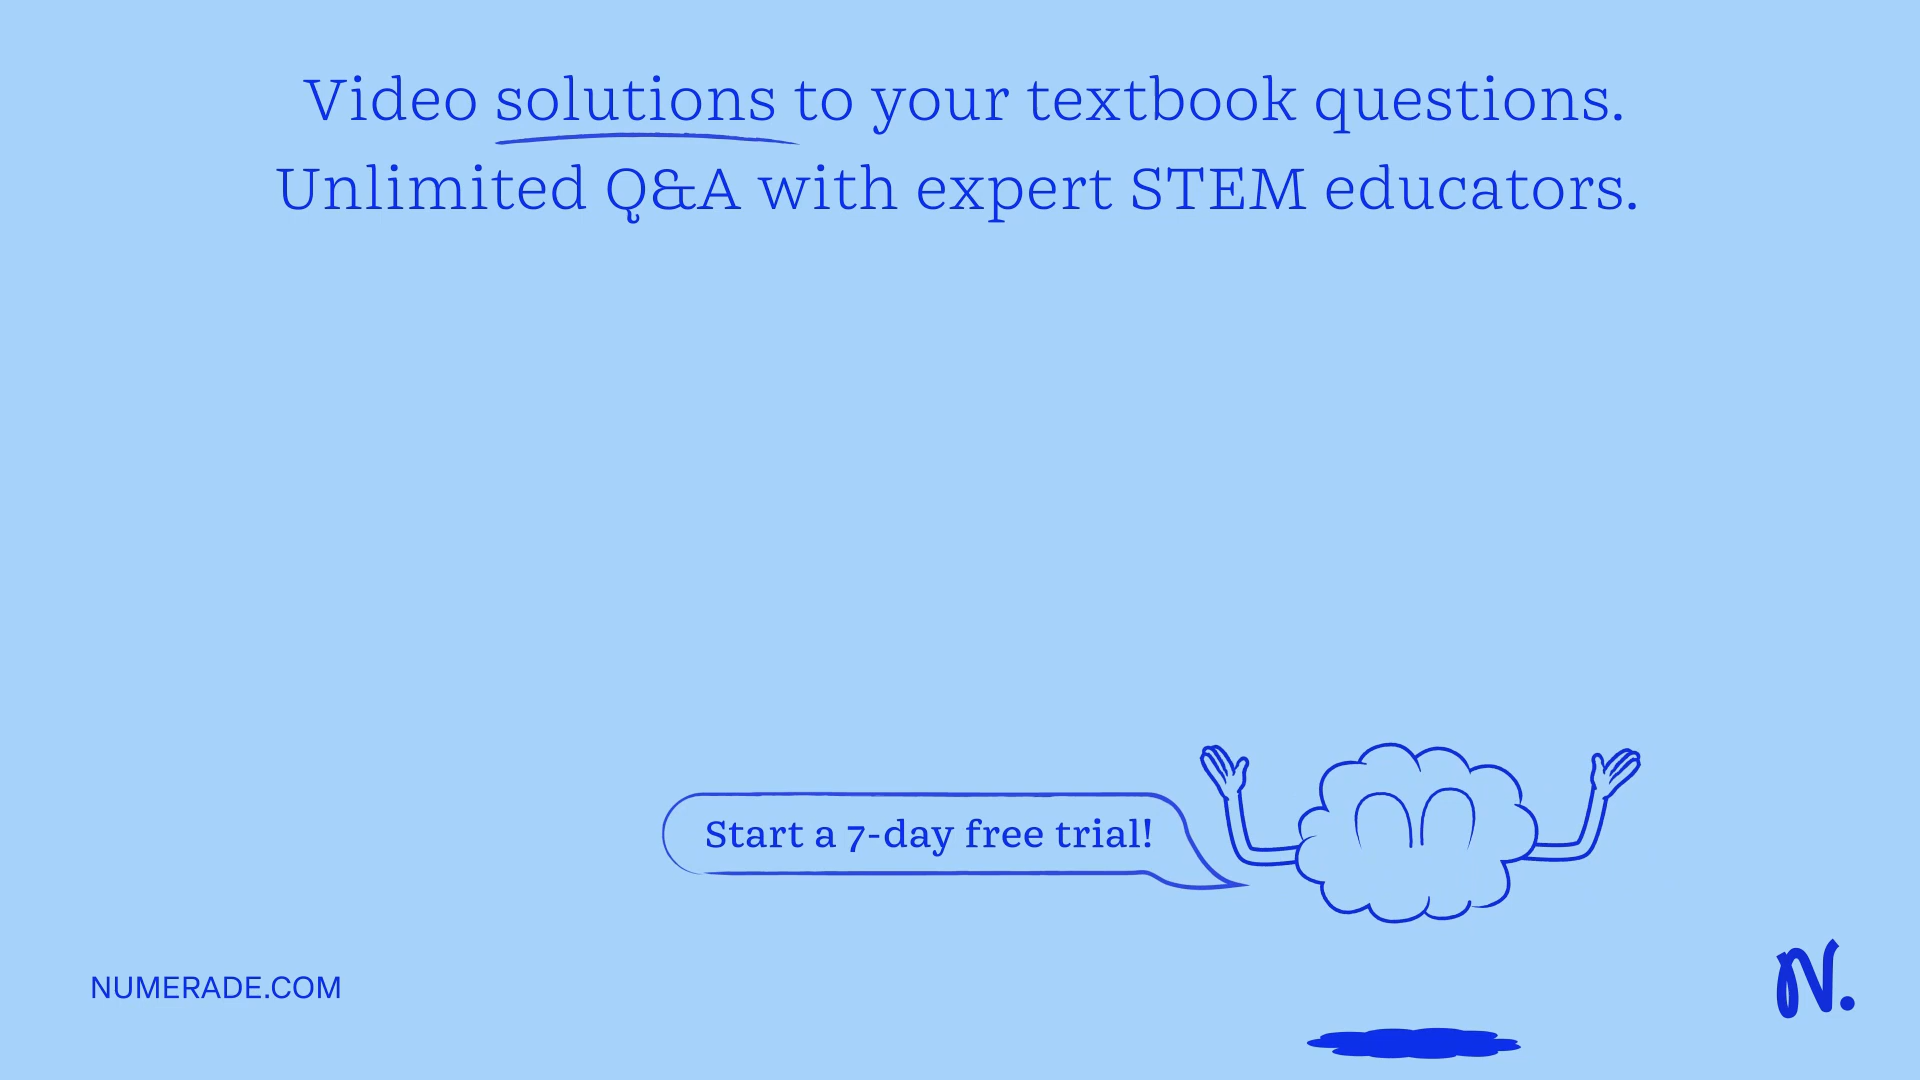 Video solutions to your textbook questions.
Unlimited Q&A with expert STEM educators.
Start a 7-day free trial!
NUMERADE.COM
N.